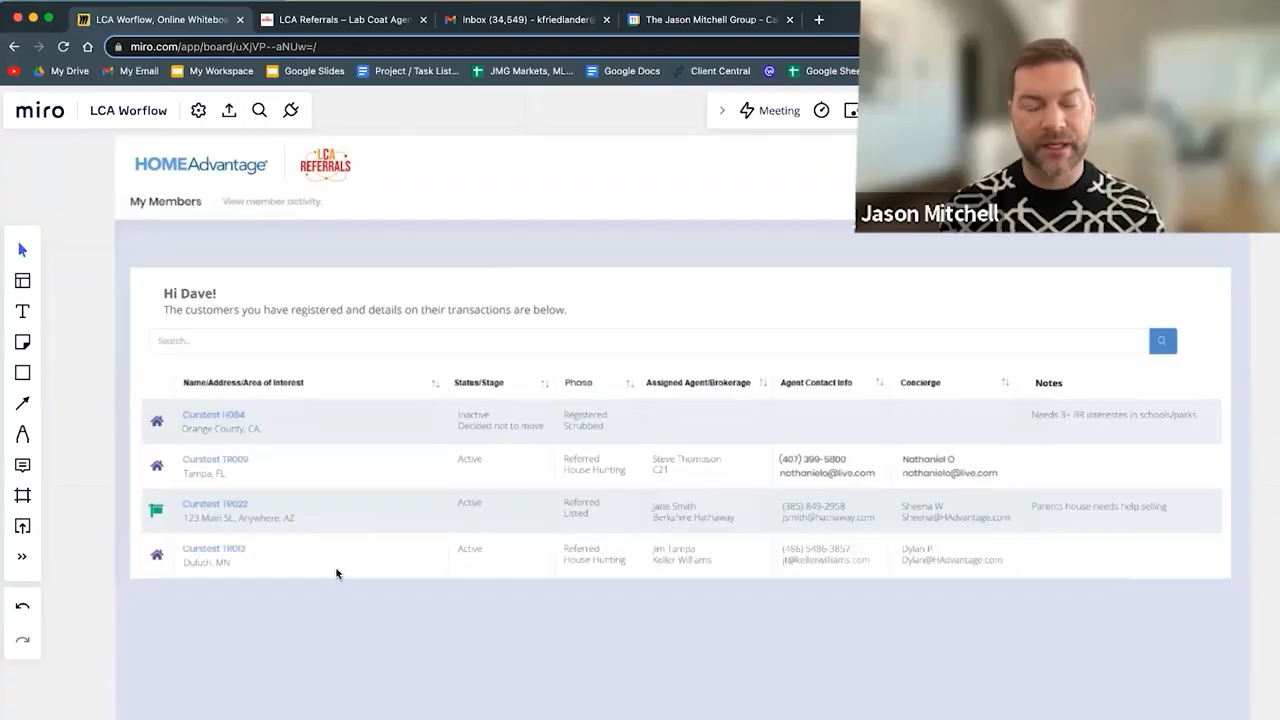 LCA Worflow, Online Whitebo
LCA Referrals – Lab Coat Agen
Inbox (34,549) - kfriedlander@
The Jason Mitchell Group - Ca
miro.com/app/board/uXjVP--aNUw=/
My Drive
My Email
My Workspace
Google Slides
Project / Task List...
JMG Markets, ML...
Google Docs
Client Central
Google Shee
miro
LCA Worflow
Meeting
HOMEAdvantage
LCA
REFERRALS
My Members
View member activity.
Jason Mitchell
Hi Dave!
The customers you have registered and details on their transactions are below.
Search...
Name/Address/Area of Interest Status/Stage Phase Assigned Agent/Brokerage Agent Contact Info Concierge Notes
Curstest H064 Inactive Registered Needs 3+ BR interestes in schools/parks
Orange County, CA, Decided not to move Scrubbed
Curstest TR009 Active Referred Steve Thomason (407) 399-5800 Nathaniel O
Tampa, FL House Hunting C21 nathanielo@live.com nathanielo@live.com
Curstest TR022 Active Referred Jane Smith (385) 849-2958 Sheena W Parents house needs help selling
123 Main St., Anywhere, AZ Listed Berkshire Hathaway jsmith@hathaway.com Sheena@HAdvantage.com
Curstest TR013 Active Referred Jim Tampa (486) 5486-3857 Dylan P
Duluth, MN House Hunting Keller Williams jt@kellerwilliams.com Dylan@HAdvantage.com